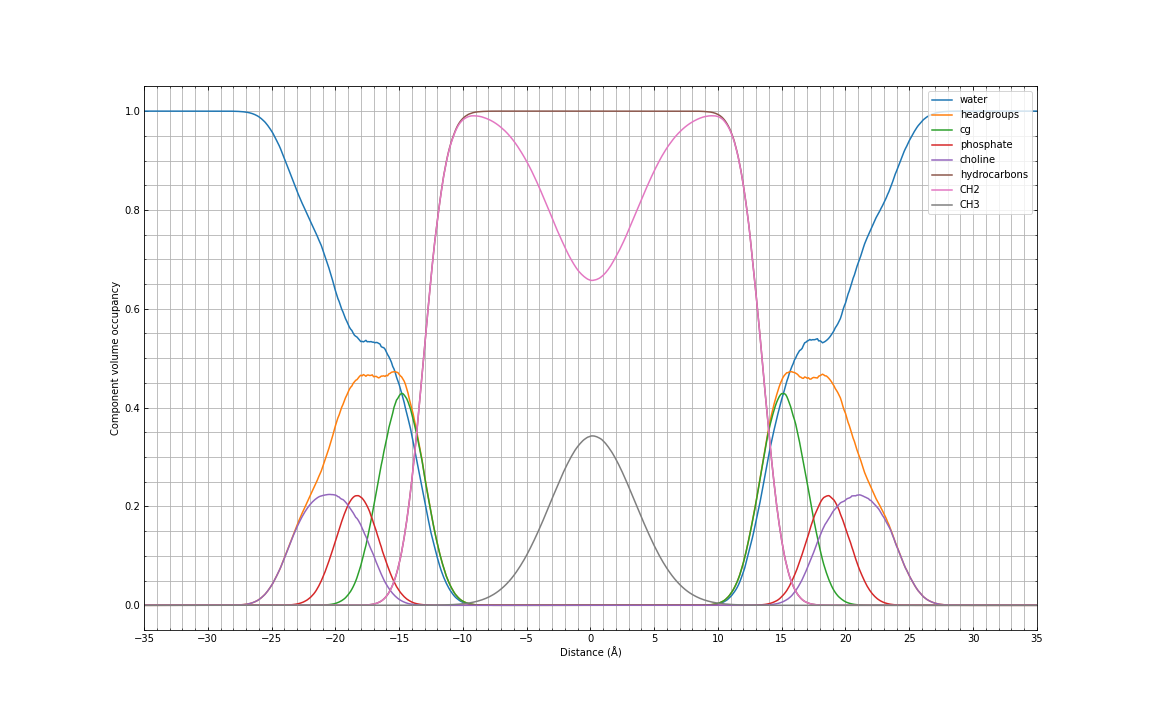 water
headgroups
cg
phosphate
choline
hydrocarbons
CH2
CH3
1.0
0.8
0.6
0.4
0.2
0.0
Component volume occupancy
−35 −30 −25 −20 −15 −10 −5 0 5 10 15 20 25 30 35
Distance (Å)